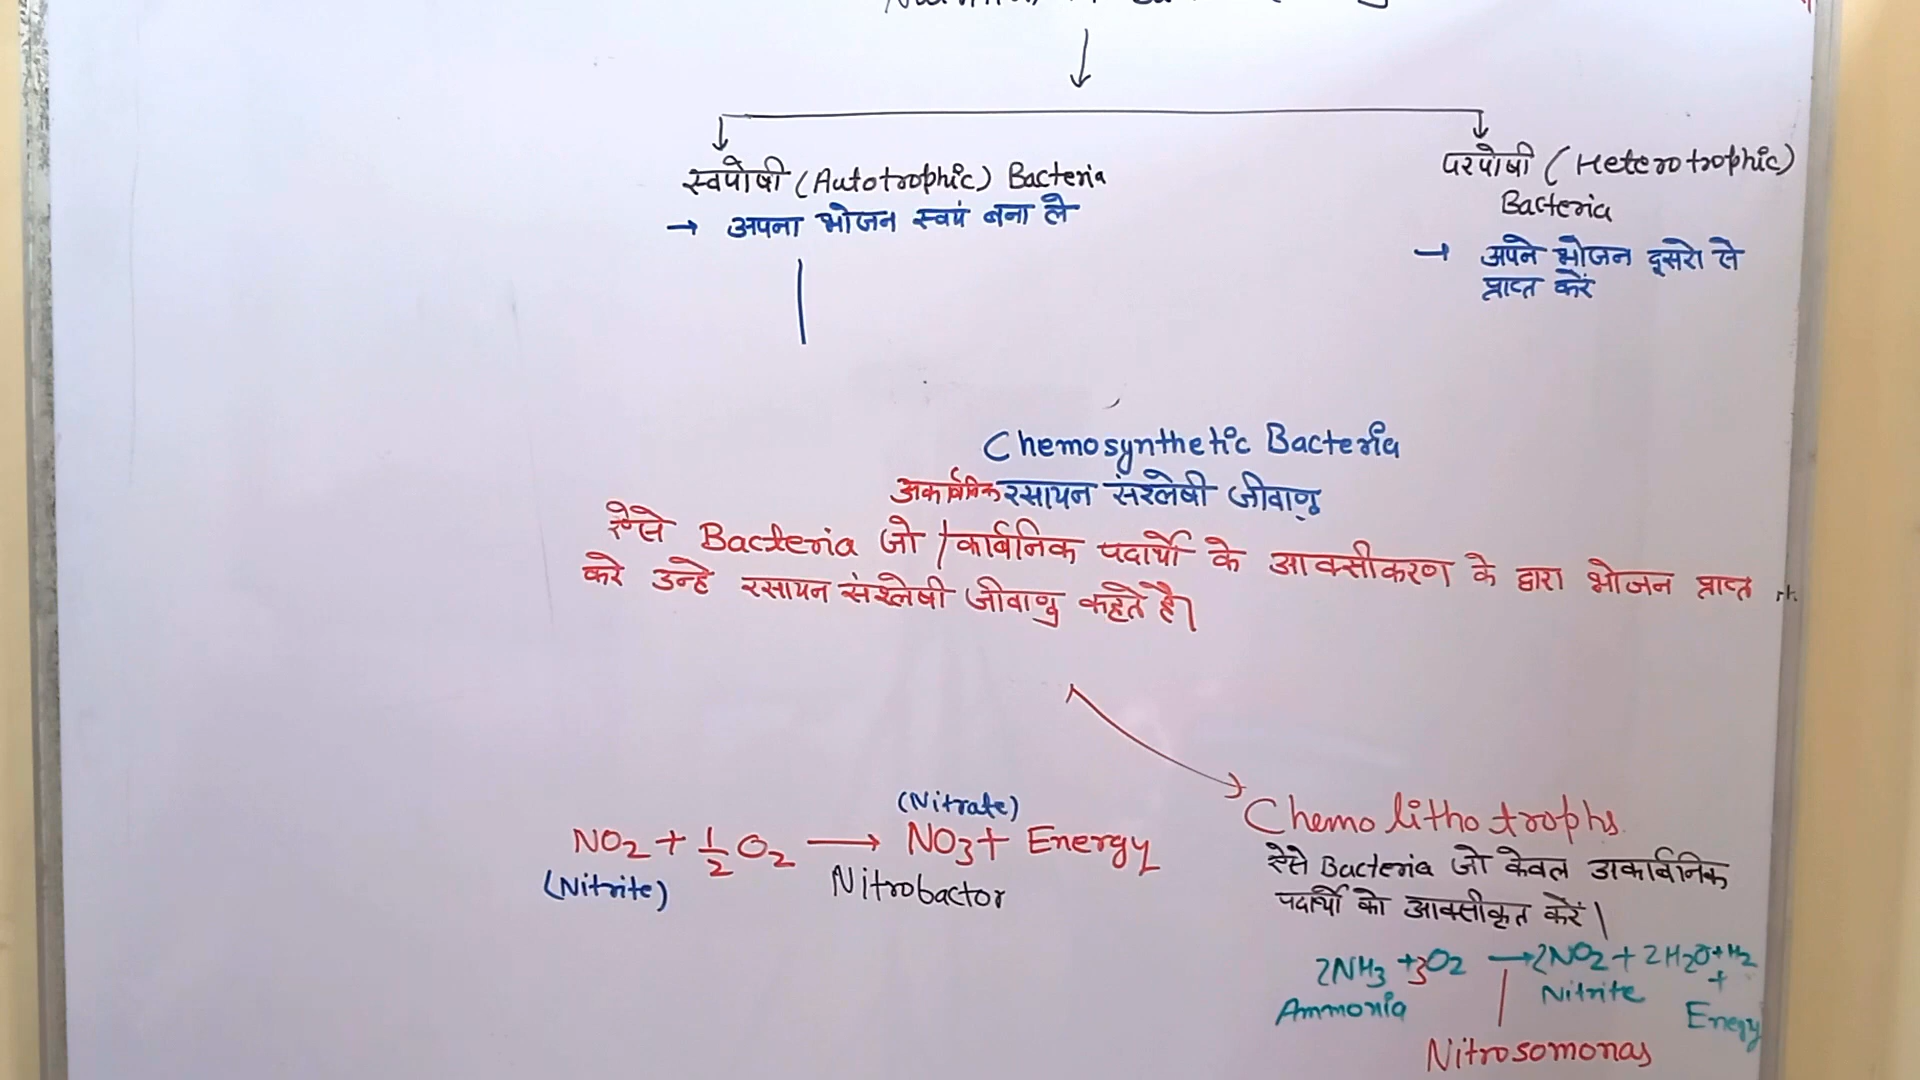 स्वपोषी (Autotrophic) Bacteria
→ अपना भोजन स्वयं बना ले
परपोषी (Heterotrophic)
Bacteria
→ अपने भोजन दूसरो से
प्राप्त करें
Chemosynthetic Bacteria
अकार्बनिक रसायन संश्लेषी जीवाणु
ऐसे Bacteria जो कार्बनिक पदार्थो के आक्सीकरण के द्वारा भोजन प्राप्त
करे उन्हे रसायन संश्लेषी जीवाणु कहते है।
(Nitrate)
NO2 + 1/2 O2 → NO3 + Energy
(Nitrite) Nitrobactor
Chemolithotrophs
ऐसे Bacteria जो केवल अकार्बनिक
पदार्थो को आक्सीकृत करें।
2NH3 + 3O2 → 2NO2 + 2H2O + H2
Ammonia Nitrite +
Energy
Nitrosomonas